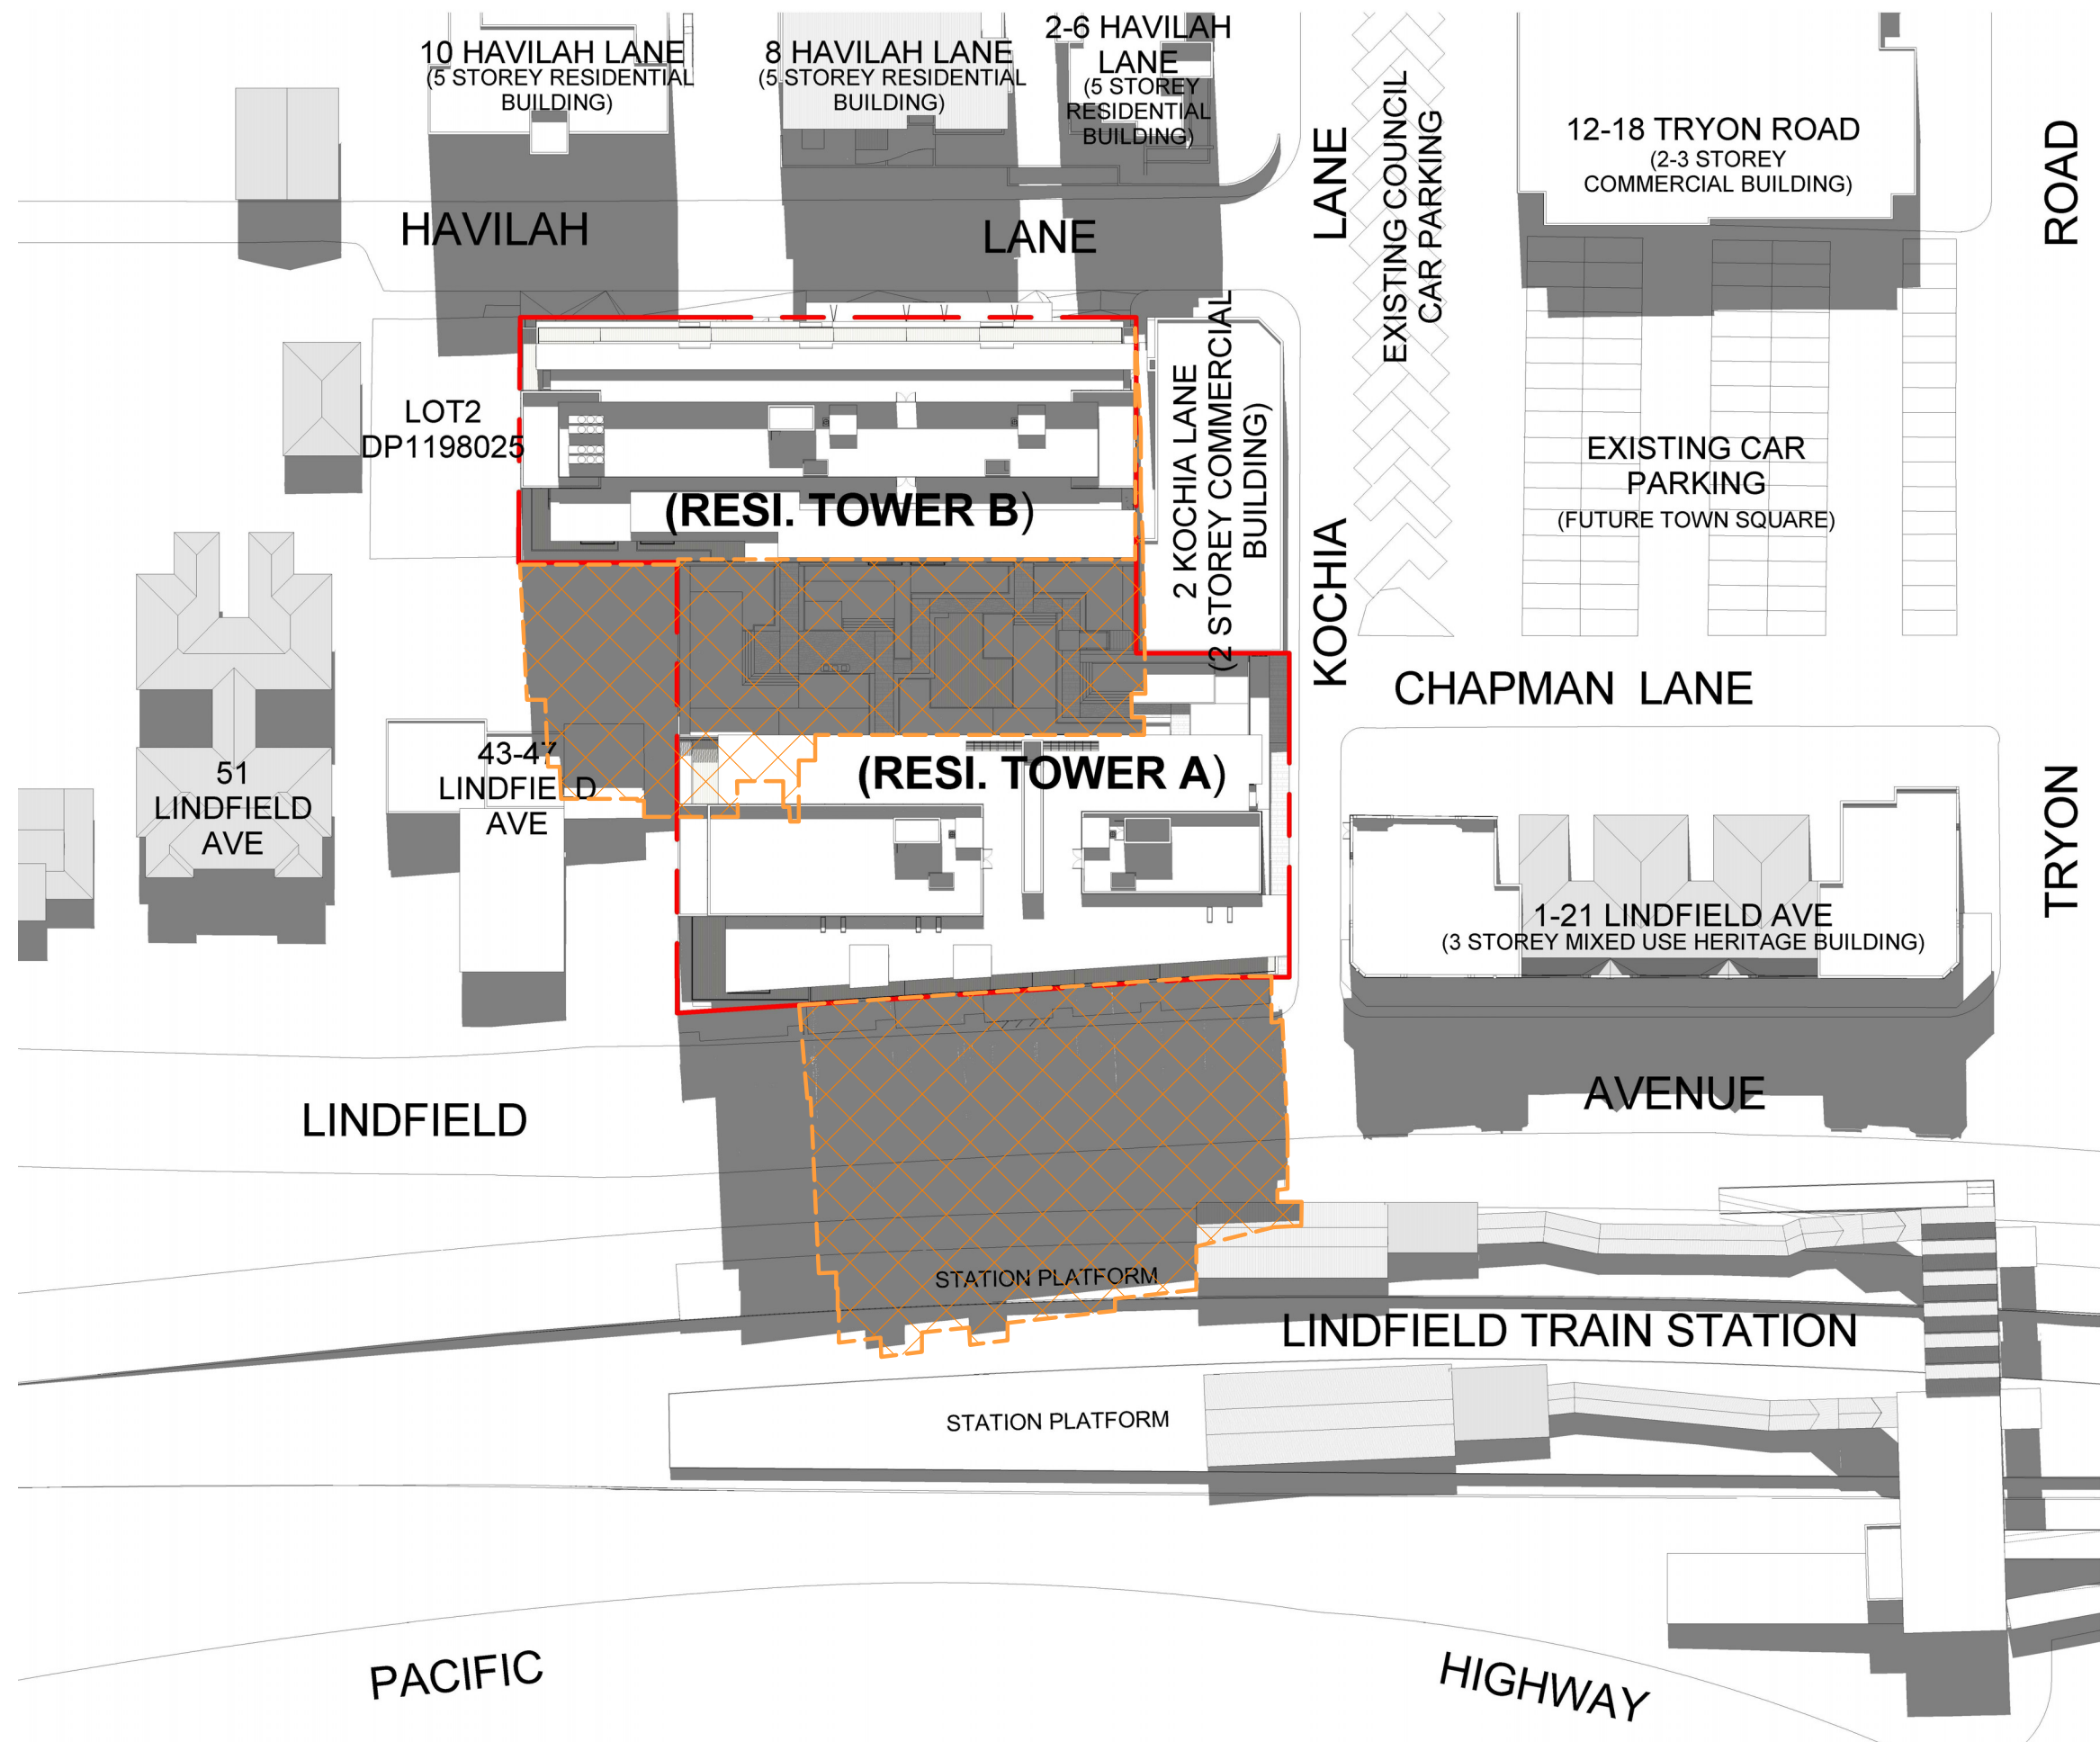 10 HAVILAH LANE
(5 STOREY RESIDENTIAL
BUILDING)
8 HAVILAH LANE
(5 STOREY RESIDENTIAL
BUILDING)
2-6 HAVILAH
LANE
(5 STOREY
RESIDENTIAL
BUILDING)
LANE
EXISTING COUNCIL
CAR PARKING
12-18 TRYON ROAD
(2-3 STOREY
COMMERCIAL BUILDING)
ROAD
HAVILAH
LANE
LOT2
DP1198025
2 KOCHIA LANE
(2 STOREY COMMERCIAL
BUILDING)
EXISTING CAR
PARKING
(FUTURE TOWN SQUARE)
(RESI. TOWER B)
KOCHIA
CHAPMAN LANE
51
LINDFIELD
AVE
43-47
LINDFIELD
AVE
(RESI. TOWER A)
TRYON
1-21 LINDFIELD AVE
(3 STOREY MIXED USE HERITAGE BUILDING)
LINDFIELD
AVENUE
STATION PLATFORM
LINDFIELD TRAIN STATION
STATION PLATFORM
PACIFIC
HIGHWAY